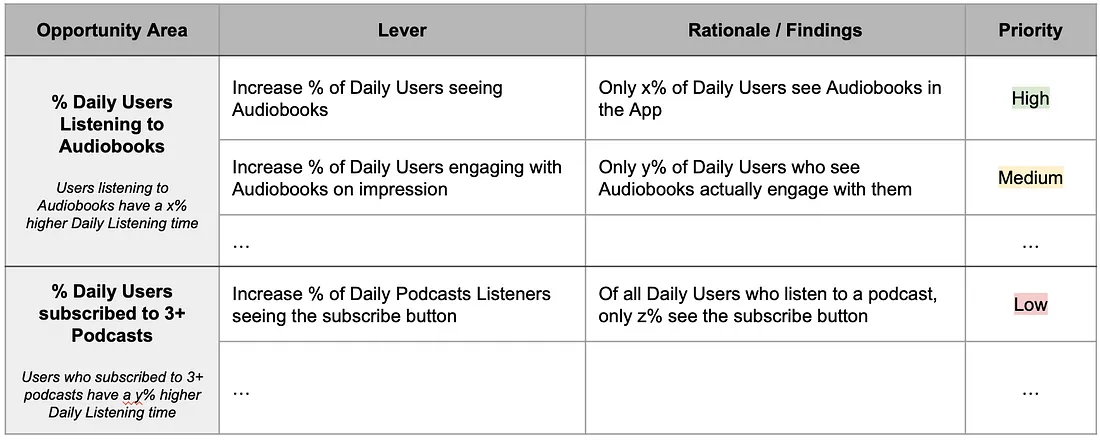 Opportunity Area
Lever
Rationale / Findings
Priority
% Daily Users
Listening to
Audiobooks
Users listening to
Audiobooks have a x%
higher Daily Listening time
Increase % of Daily Users seeing
Audiobooks
Only x% of Daily Users see Audiobooks in
the App
High
Increase % of Daily Users engaging with
Audiobooks on impression
Only y% of Daily Users who see
Audiobooks actually engage with them
Medium
…
…
% Daily Users
subscribed to 3+
Podcasts
Users who subscribed to 3+
podcasts have a y% higher
Daily Listening time
Increase % of Daily Podcasts Listeners
seeing the subscribe button
Of all Daily Users who listen to a podcast,
only z% see the subscribe button
Low
…
…